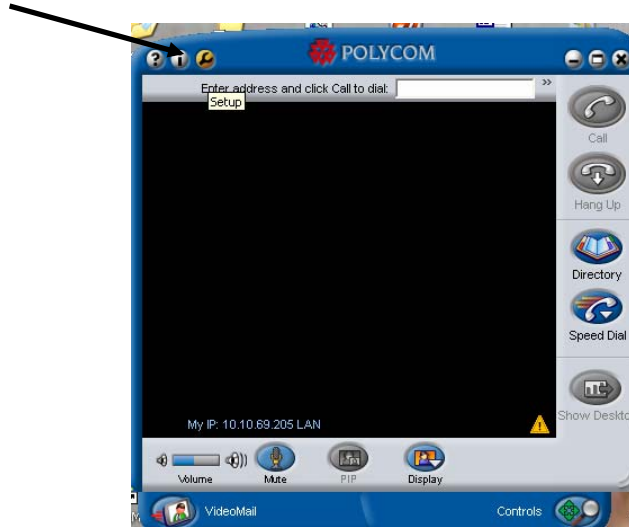 ? i
POLYCOM
Enter address and click Call to dial: »
Setup
Call
Hang Up
Directory
Speed Dial
Show Deskto
My IP: 10.10.69.205 LAN
!
Volume Mute PIP Display
VideoMail Controls